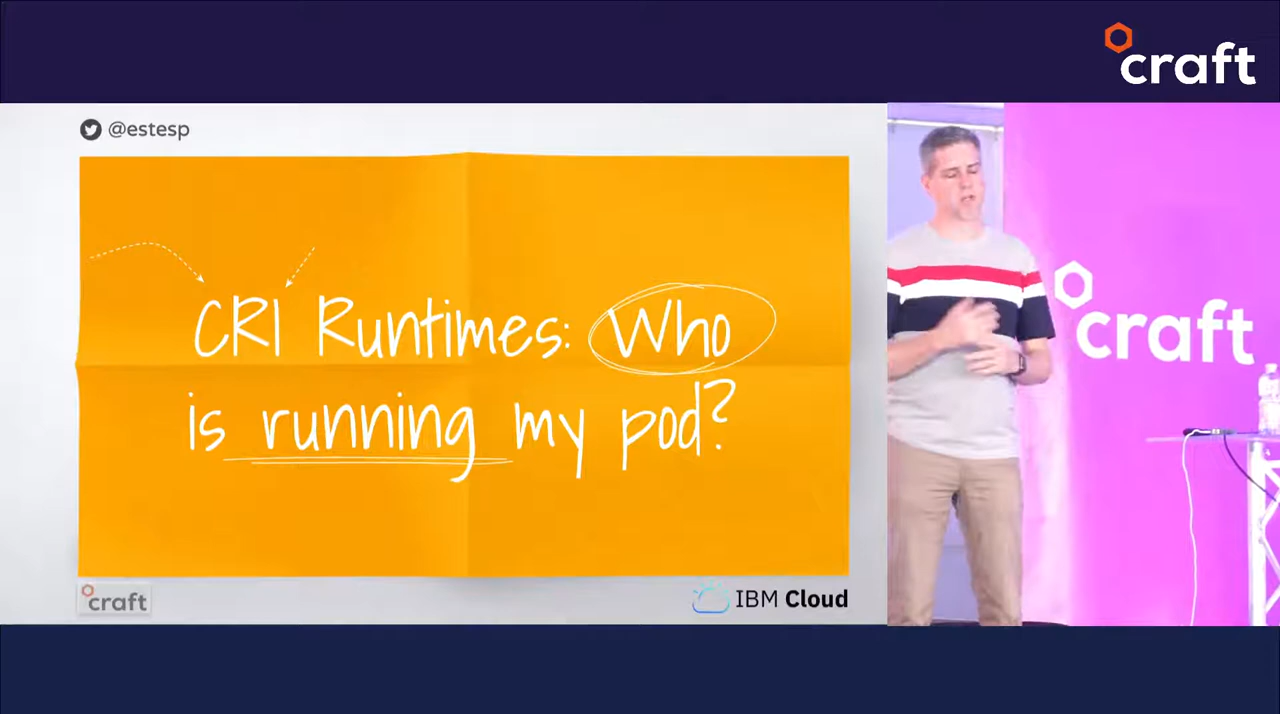 craft
@estesp
CRI Runtimes: Who
is running my pod?
craft
craft
IBM Cloud